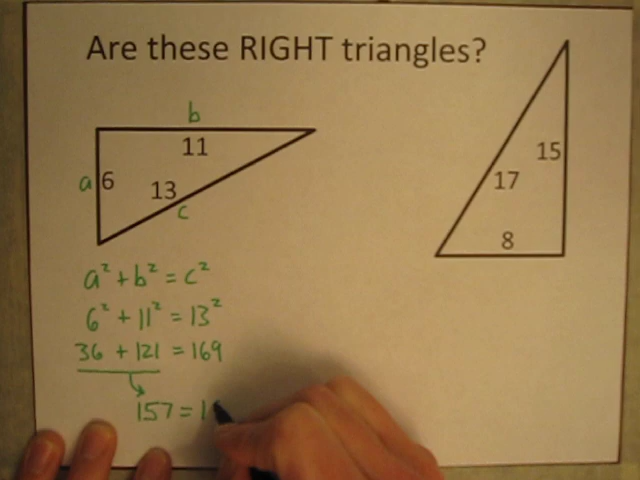 Are these RIGHT triangles?
b
11
a 6
13
c
15
17
8
a² + b² = c²
6² + 11² = 13²
36 + 121 = 169
157 = 1